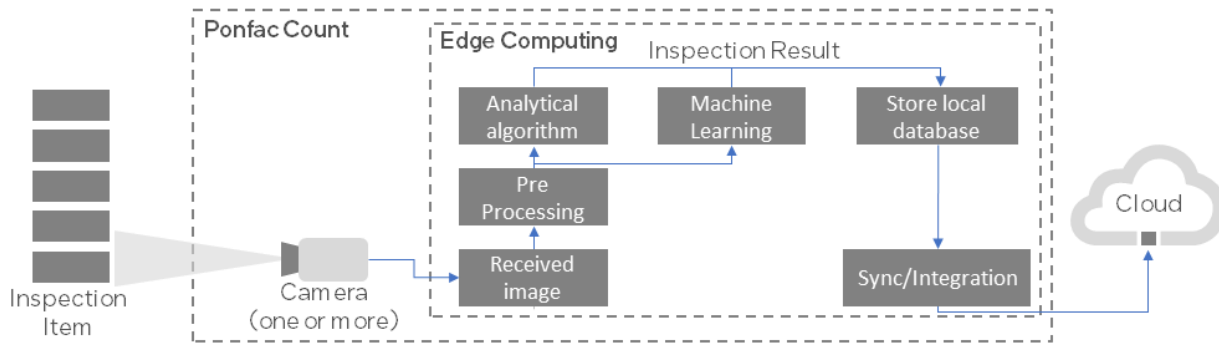 Ponfac Count
Edge Computing
Inspection Result
Analytical
algorithm
Machine
Learning
Store local
database
Pre
Processing
Cloud
Received
image
Sync/Integration
Inspection
Item
Camera
(one or more)